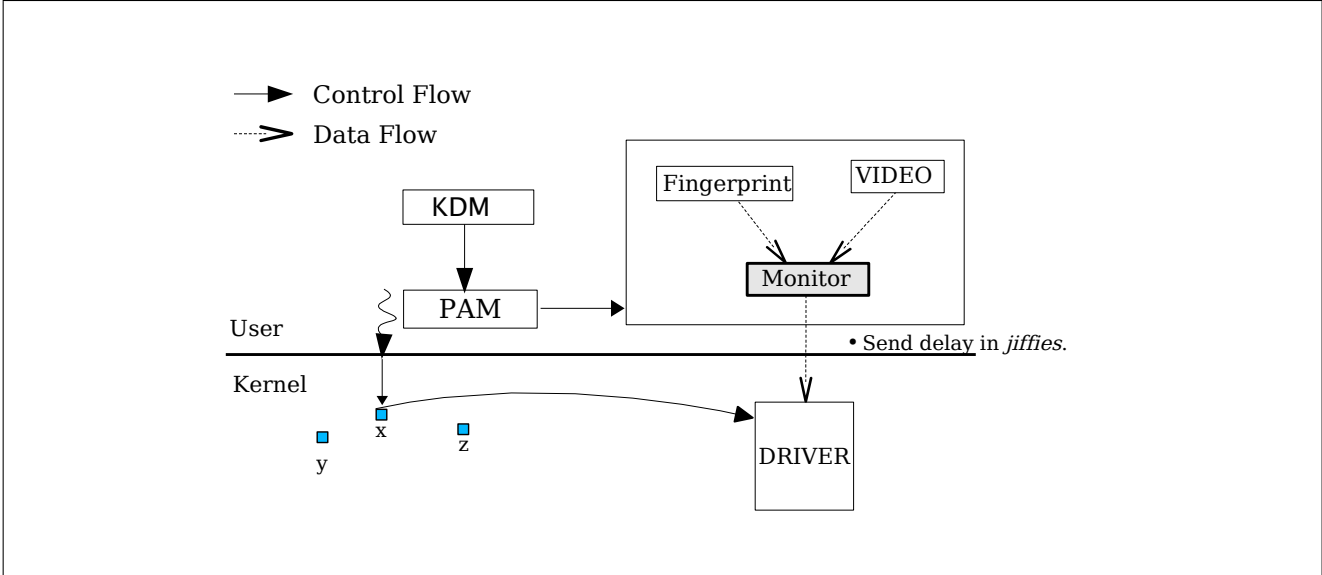 Control Flow
Data Flow
Fingerprint
VIDEO
KDM
Monitor
PAM
User
• Send delay in jiffies.
Kernel
x
y
z
DRIVER